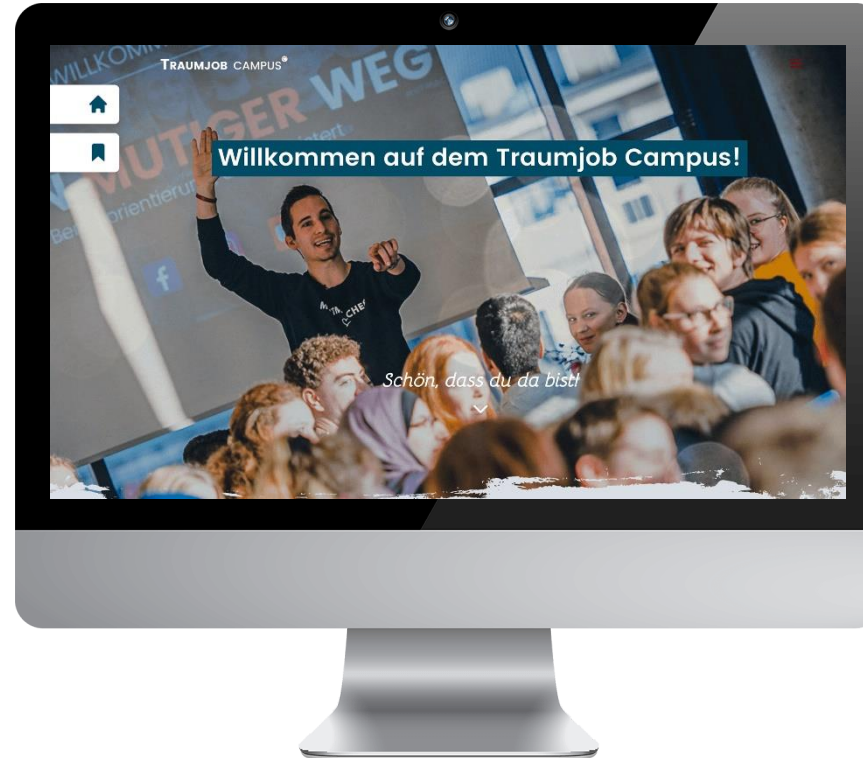 TRAUMJOB CAMPUS
WILLKOMM
MUTIGER WEG
Willkommen auf dem Traumjob Campus!
f
Schön, dass du da bist!